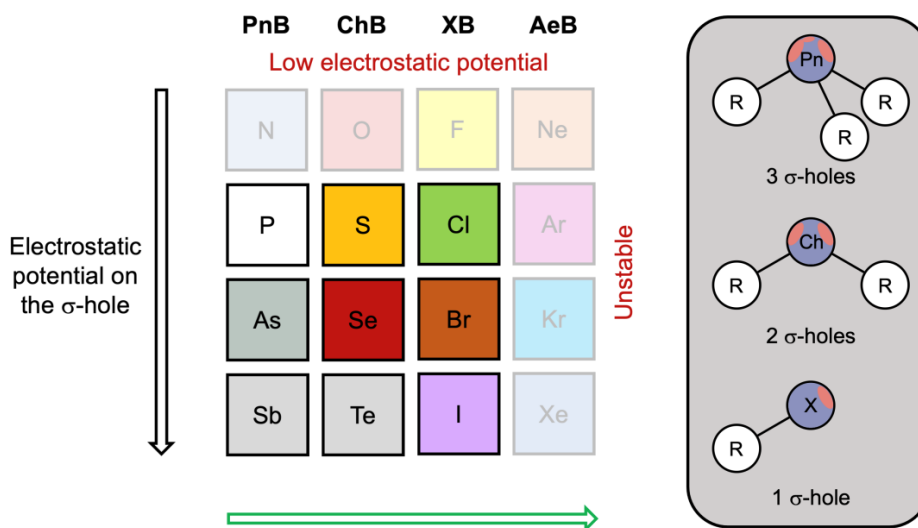 PnB ChB XB AeB
Low electrostatic potential
N O F Ne
P S Cl Ar
As Se Br Kr
Sb Te I Xe
Electrostatic
potential on
the σ-hole
Unstable
Pn
R R
R
3 σ-holes
Ch
R R
2 σ-holes
X
R
1 σ-hole